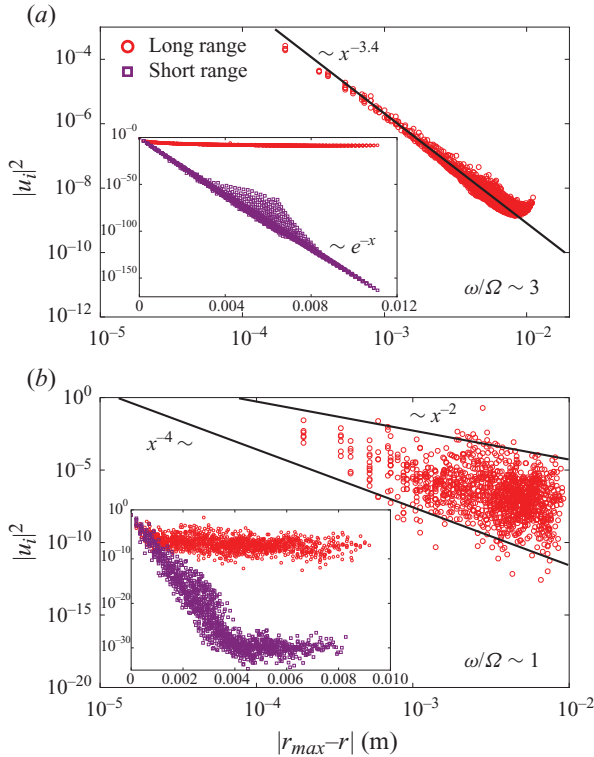 (a)
10^{-4}
10^{-6}
10^{-8}
10^{-10}
10^{-12}
|u_i|^2
Long range
Short range
~ x^{-3.4}
10^{-0}
10^{-50}
10^{-100}
10^{-150}
~ e^{-x}
0 0.004 0.008 0.012
ω/Ω ~ 3
10^{-5} 10^{-4} 10^{-3} 10^{-2}
(b)
10^0
10^{-5}
10^{-10}
10^{-15}
10^{-20}
|u_i|^2
~ x^{-2}
x^{-4} ~
10^0
10^{-10}
10^{-20}
10^{-30}
0 0.002 0.004 0.006 0.008 0.010
ω/Ω ~ 1
10^{-5} 10^{-4} 10^{-3} 10^{-2}
|r_{max}–r| (m)